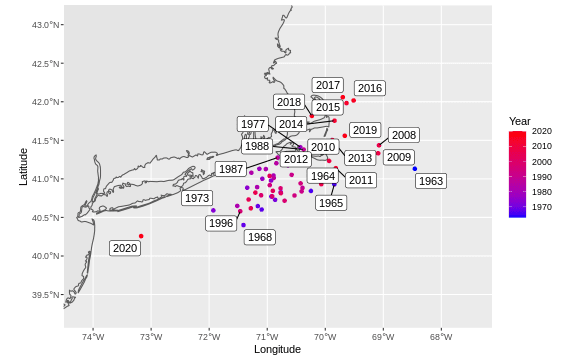 43.0°N
42.5°N
42.0°N
41.5°N
41.0°N
40.5°N
40.0°N
39.5°N
Latitude
2017
2016
2018
2015
1977
2014
2019
2008
1988
2010
2012
2013
2009
1987
1964
2011
1963
1973
1965
1996
1968
2020
74°W
73°W
72°W
71°W
70°W
69°W
68°W
Longitude
Year
2020
2010
2000
1990
1980
1970